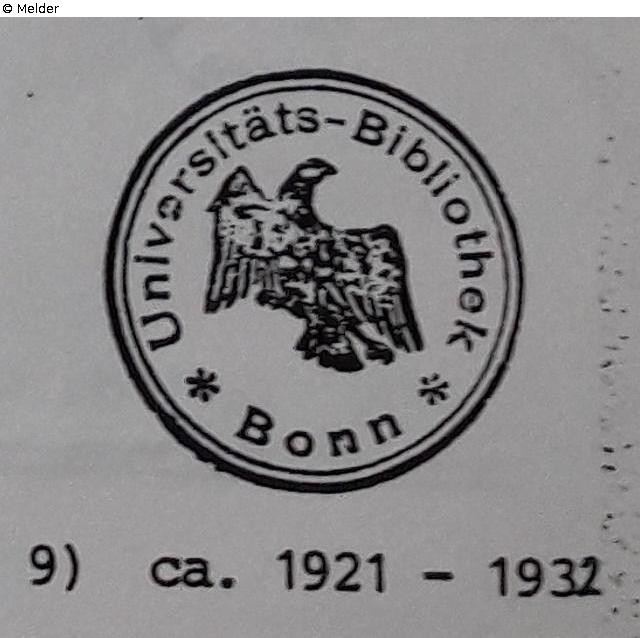 © Melder
Universitäts-Bibliothek
* Bonn *
9) ca. 1921 - 1932